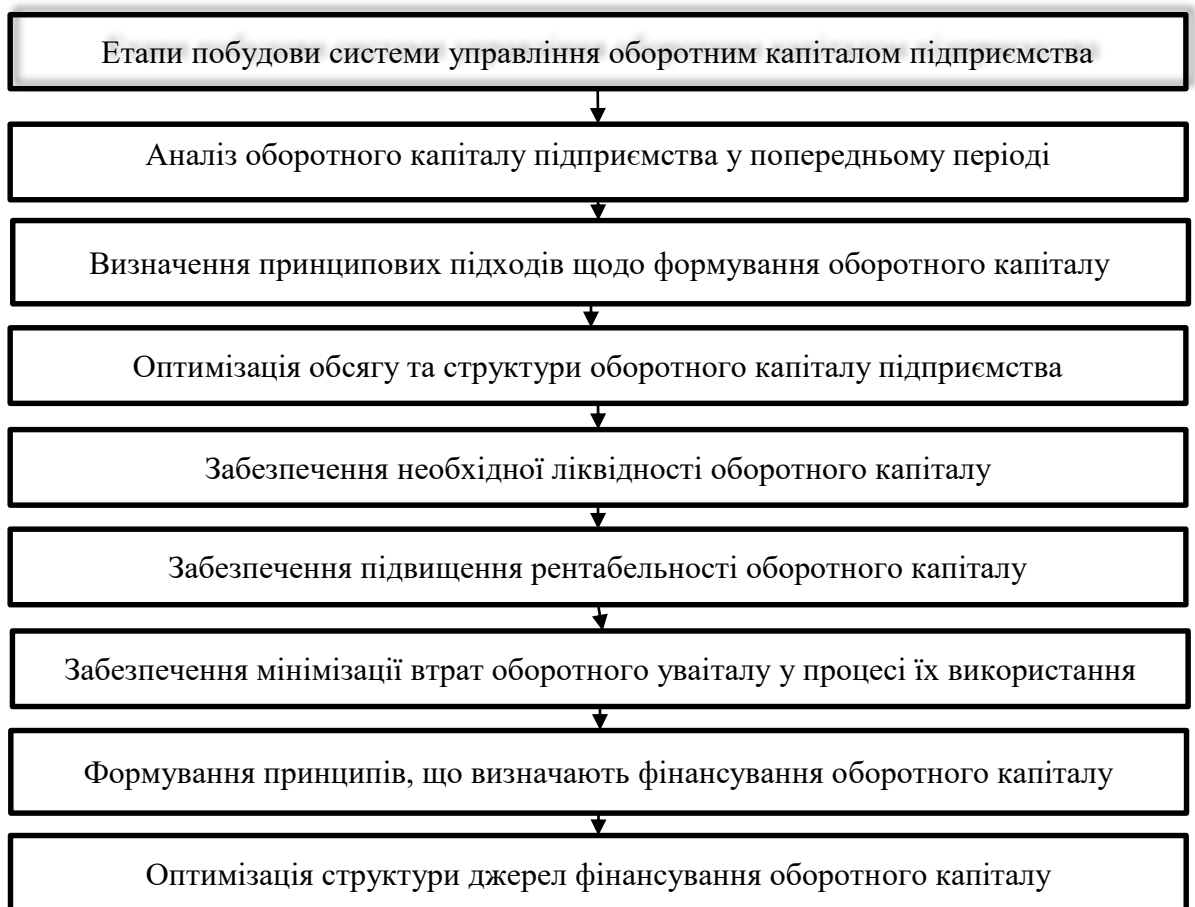 Етапи побудови системи управління оборотним капіталом підприємства
Аналіз оборотного капіталу підприємства у попередньому періоді
Визначення принципових підходів щодо формування оборотного капіталу
Оптимізація обсягу та структури оборотного капіталу підприємства
Забезпечення необхідної ліквідності оборотного капіталу
Забезпечення підвищення рентабельності оборотного капіталу
Забезпечення мінімізації втрат оборотного уваіталу у процесі їх використання
Формування принципів, що визначають фінансування оборотного капіталу
Оптимізація структури джерел фінансування оборотного капіталу